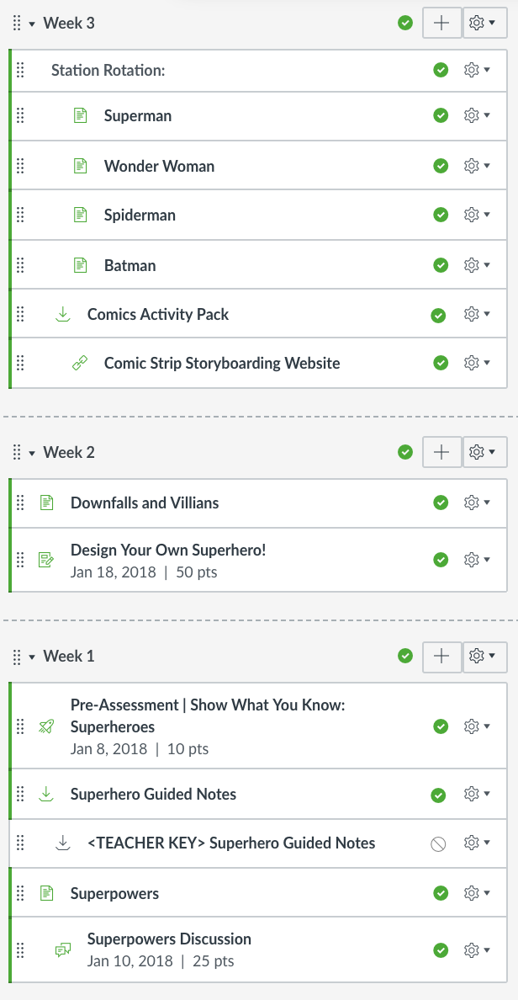 Week 3
Station Rotation:
Superman
Wonder Woman
Spiderman
Batman
Comics Activity Pack
Comic Strip Storyboarding Website
Week 2
Downfalls and Villians
Design Your Own Superhero!
Jan 18, 2018 | 50 pts
Week 1
Pre-Assessment | Show What You Know:
Superheroes
Jan 8, 2018 | 10 pts
Superhero Guided Notes
<TEACHER KEY> Superhero Guided Notes
Superpowers
Superpowers Discussion
Jan 10, 2018 | 25 pts